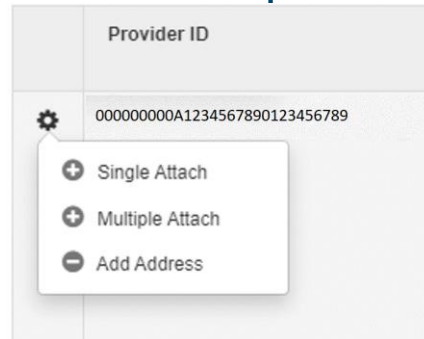 Provider ID
000000000A1234567890123456789
Single Attach
Multiple Attach
Add Address